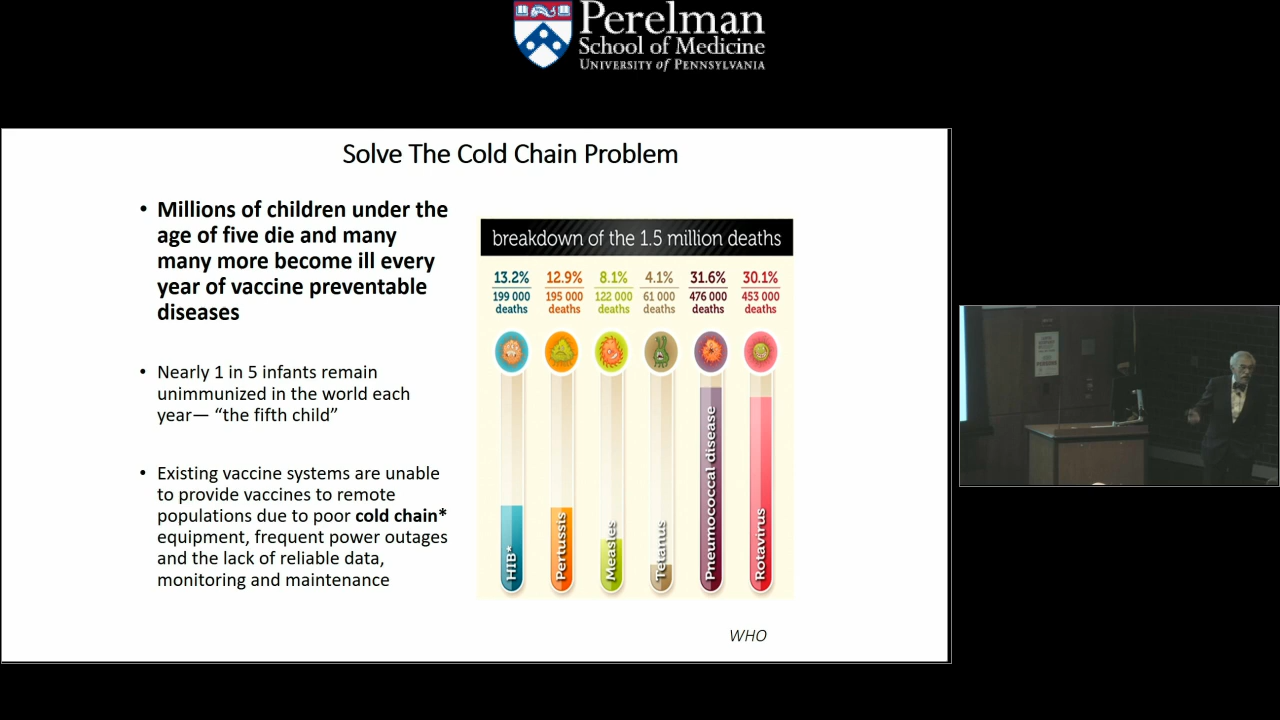 Perelman
School of Medicine
UNIVERSITY of PENNSYLVANIA
Solve The Cold Chain Problem
• Millions of children under the
age of five die and many
many more become ill every
year of vaccine preventable
diseases
• Nearly 1 in 5 infants remain
unimmunized in the world each
year— “the fifth child”
• Existing vaccine systems are unable
to provide vaccines to remote
populations due to poor cold chain*
equipment, frequent power outages
and the lack of reliable data,
monitoring and maintenance
breakdown of the 1.5 million deaths
13.2% 12.9% 8.1% 4.1% 31.6% 30.1%
199 000 195 000 122 000 61 000 476 000 453 000
deaths deaths deaths deaths deaths deaths
HIB*
Pertussis
Measles
Tetanus
Pneumococcal disease
Rotavirus
WHO